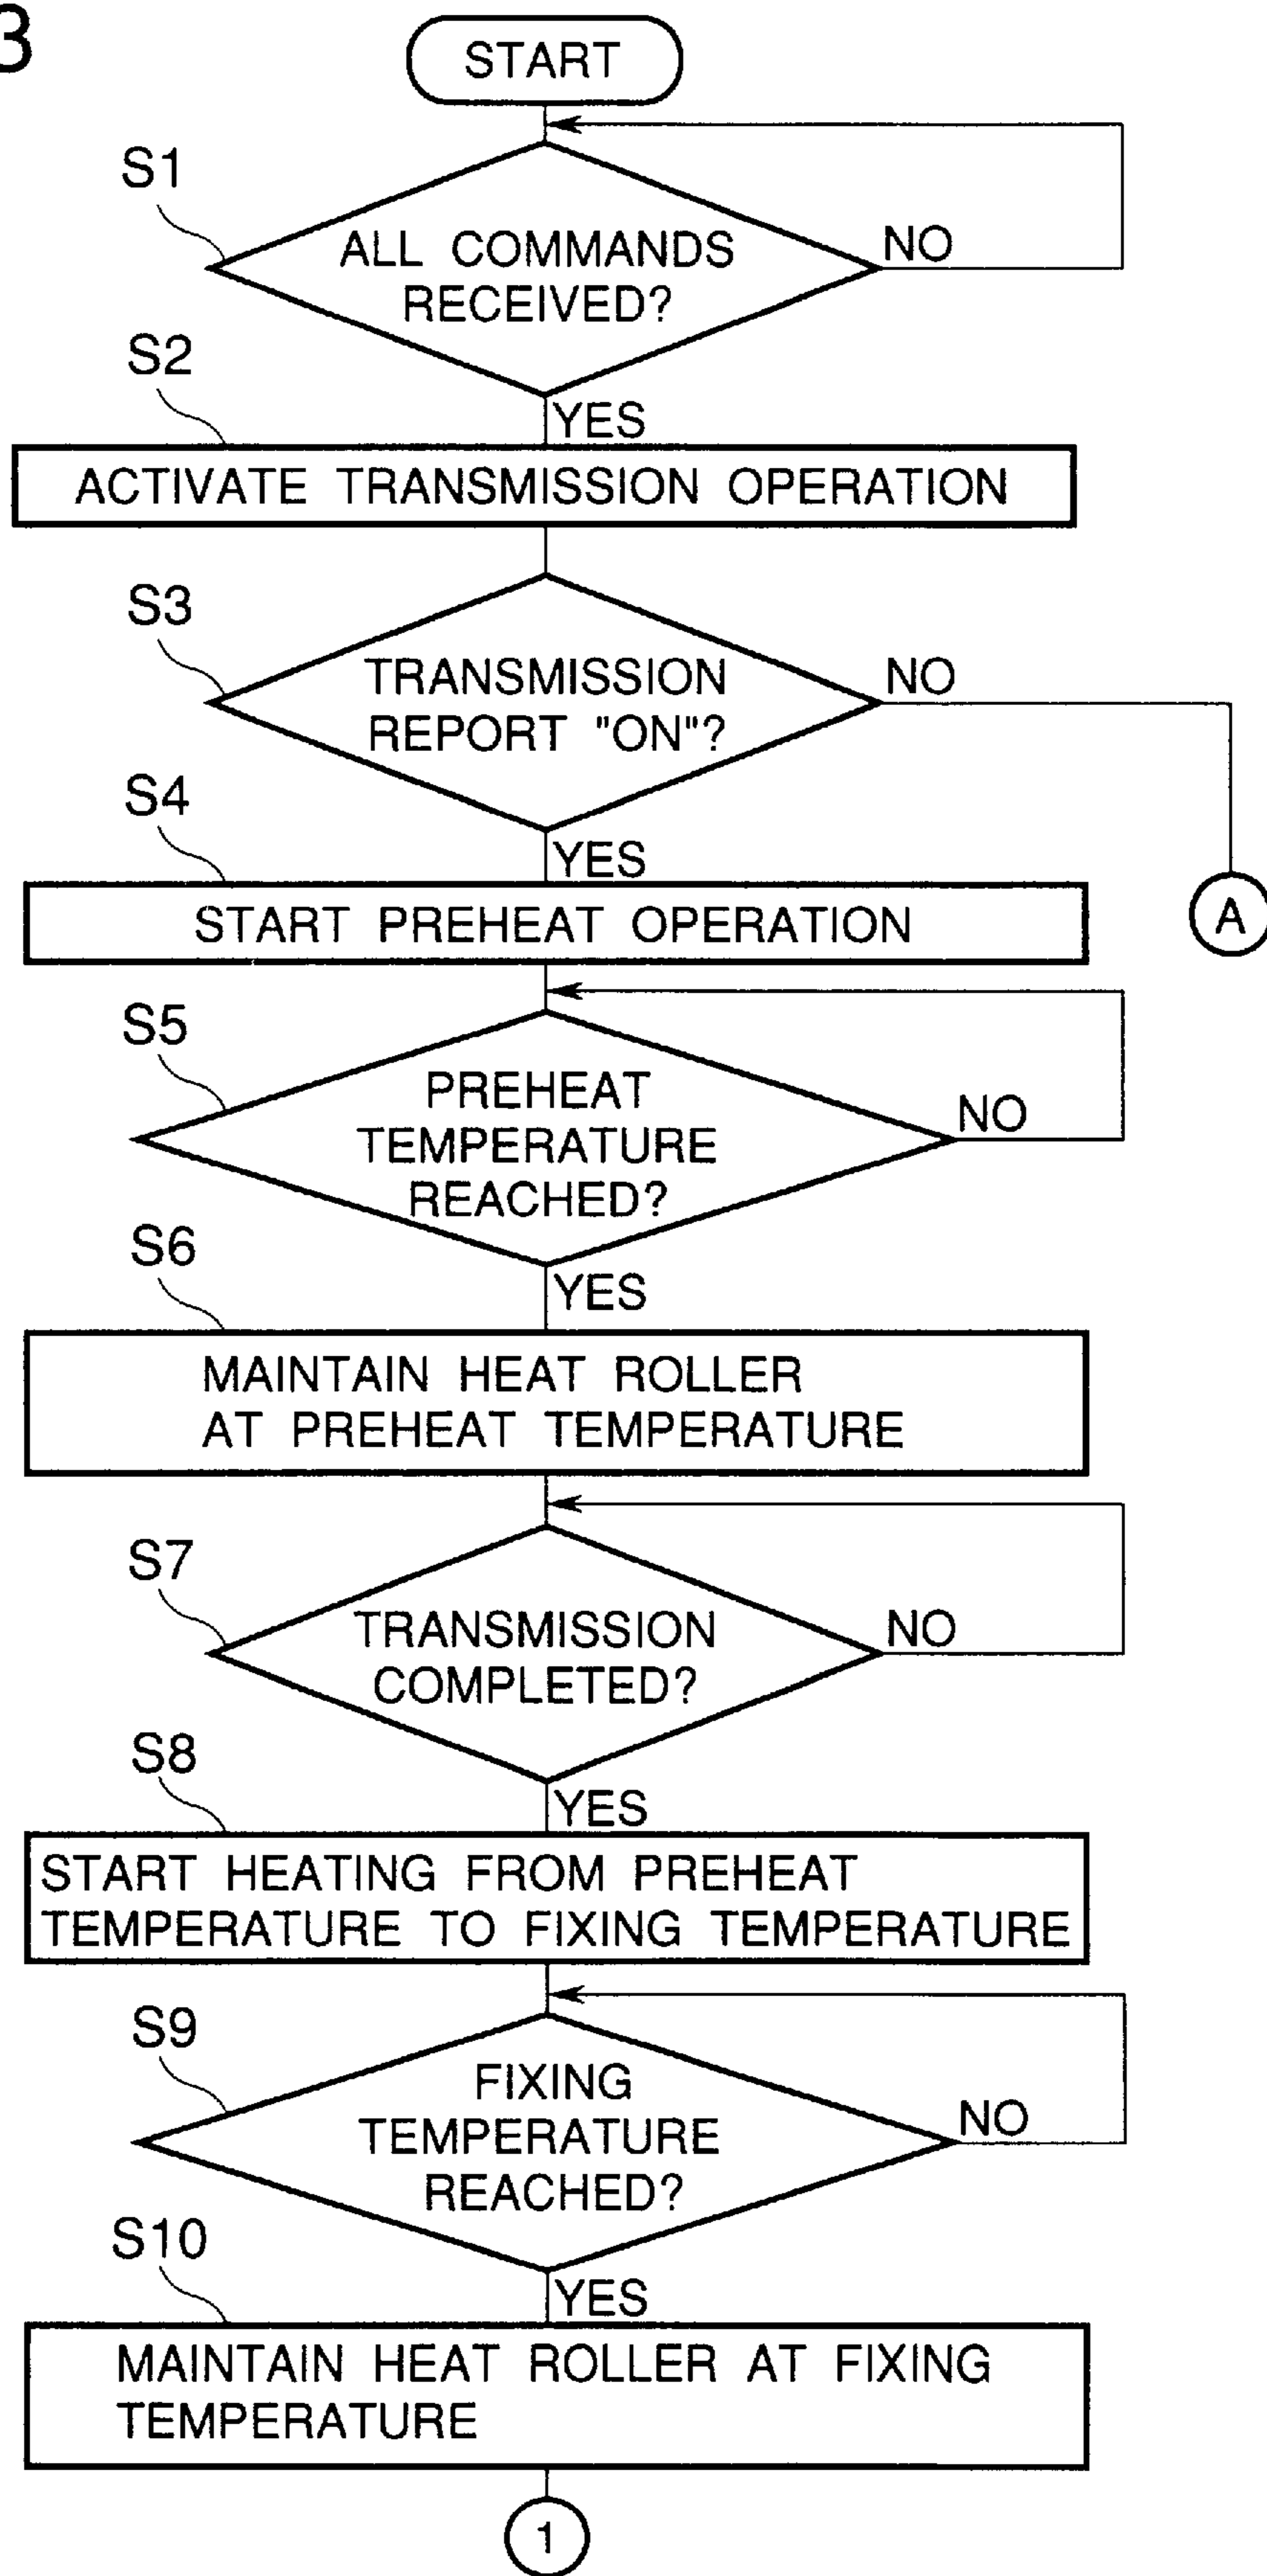 3
START
S1
ALL COMMANDS
RECEIVED?
NO
YES
S2
ACTIVATE TRANSMISSION OPERATION
S3
TRANSMISSION
REPORT "ON"?
NO
YES
S4
START PREHEAT OPERATION
A
S5
PREHEAT
TEMPERATURE
REACHED?
NO
YES
S6
MAINTAIN HEAT ROLLER
AT PREHEAT TEMPERATURE
S7
TRANSMISSION
COMPLETED?
NO
YES
S8
START HEATING FROM PREHEAT
TEMPERATURE TO FIXING TEMPERATURE
S9
FIXING
TEMPERATURE
REACHED?
NO
YES
S10
MAINTAIN HEAT ROLLER AT FIXING
TEMPERATURE
1